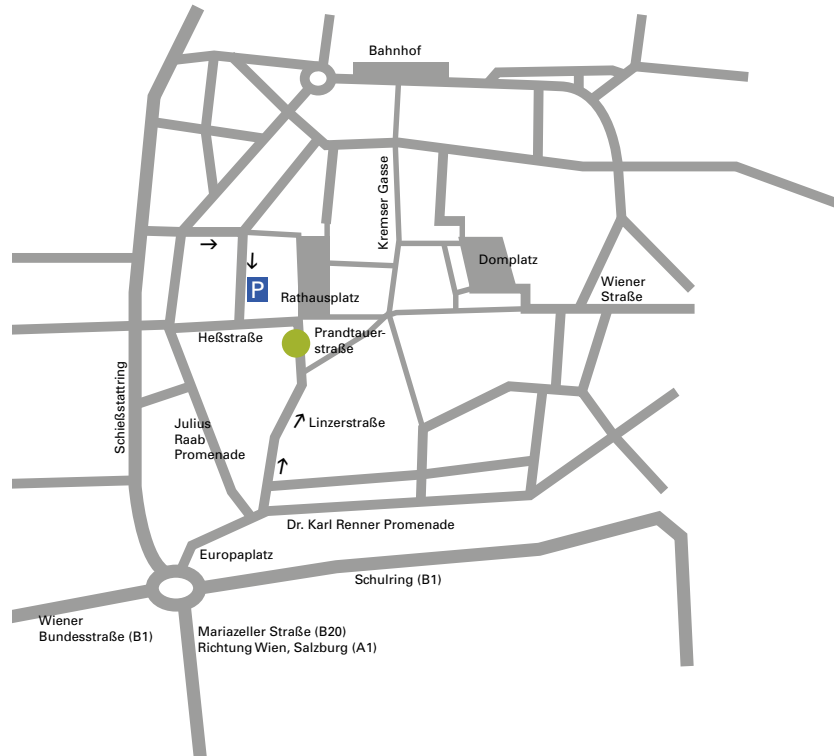 Bahnhof
Kremser Gasse
Domplatz
Wiener
Straße
P
Rathausplatz
Heßstraße
Prandtauer-
straße
Schießstattring
Julius
Raab
Promenade
Linzerstraße
Dr. Karl Renner Promenade
Europaplatz
Schulring (B1)
Wiener
Bundesstraße (B1)
Mariazeller Straße (B20)
Richtung Wien, Salzburg (A1)